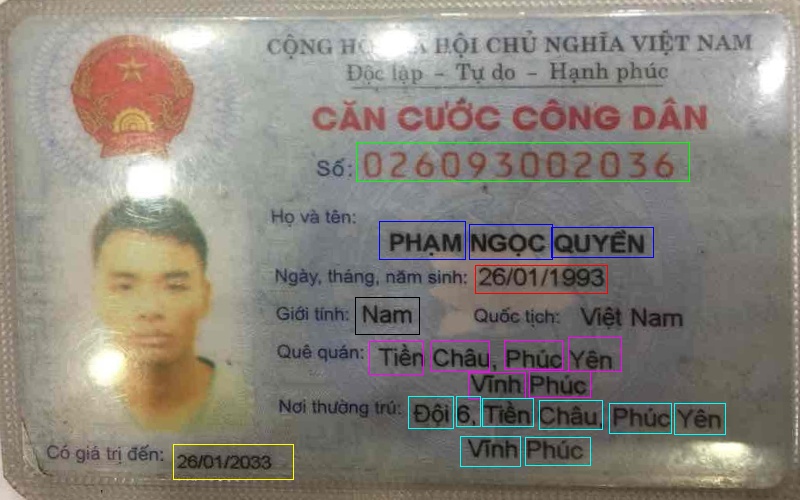 CỘNG HÒA XÃ HỘI CHỦ NGHĨA VIỆT NAM
Độc lập - Tự do - Hạnh phúc
CĂN CƯỚC CÔNG DÂN
Số: 026093002036
Họ và tên:
PHẠM NGỌC QUYỀN
Ngày, tháng, năm sinh: 26/01/1993
Giới tính: Nam Quốc tịch: Việt Nam
Quê quán: Tiền Châu, Phúc Yên
Vĩnh Phúc
Nơi thường trú: Đội 6, Tiền Châu, Phúc Yên
Vĩnh Phúc
Có giá trị đến: 26/01/2033